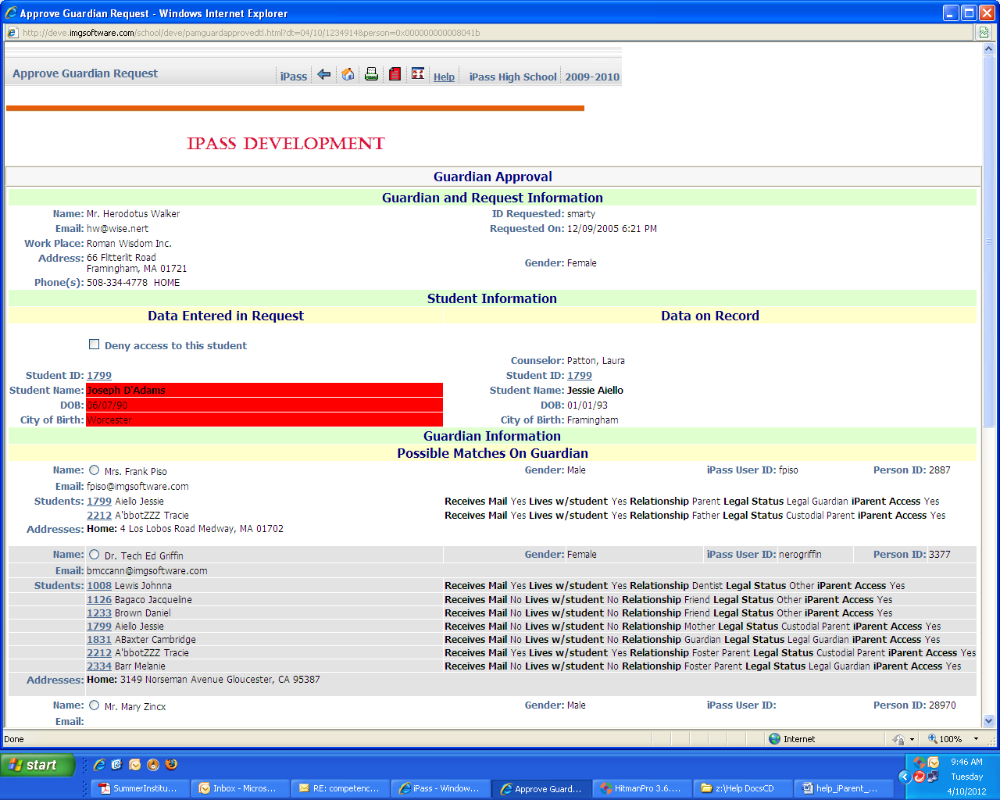 Approve Guardian Request - Windows Internet Explorer
http://deve.imgsoftware.com/school/deve/pamguardapprovedtl.html?dt=04/10/1234914&person=0x000000000008041b
Approve Guardian Request iPass Help iPass High School 2009-2010
IPASS DEVELOPMENT
Guardian Approval
Guardian and Request Information
Name: Mr. Herodotus Walker ID Requested: smarty
Email: hw@wise.nert Requested On: 12/09/2005 6:21 PM
Work Place: Roman Wisdom Inc.
Address: 66 Flitterlit Road
Framingham, MA 01721
Gender: Female
Phone(s): 508-334-4778 HOME
Student Information
Data Entered in Request Data on Record
Deny access to this student
Counselor: Patton, Laura
Student ID: 1799 Student ID: 1799
Student Name: Joseph D'Adams Student Name: Jessie Aiello
DOB: 06/07/90 DOB: 01/01/93
City of Birth: Worcester City of Birth: Framingham
Guardian Information
Possible Matches On Guardian
Name: Mrs. Frank Piso Gender: Male iPass User ID: fpiso Person ID: 2887
Email: fpiso@imgsoftware.com
Students: 1799 Aiello Jessie Receives Mail Yes Lives w/student Yes Relationship Parent Legal Status Legal Guardian iParent Access Yes
2212 A'bbotZZZ Tracie Receives Mail Yes Lives w/student Yes Relationship Father Legal Status Custodial Parent iParent Access Yes
Addresses: Home: 4 Los Lobos Road Medway, MA 01702
Name: Dr. Tech Ed Griffin Gender: Female iPass User ID: nerogriffin Person ID: 3377
Email: bmccann@imgsoftware.com
Students: 1008 Lewis Johnna Receives Mail Yes Lives w/student Yes Relationship Dentist Legal Status Other iParent Access Yes
1126 Bagaco Jacqueline Receives Mail No Lives w/student No Relationship Friend Legal Status Other iParent Access Yes
1233 Brown Daniel Receives Mail No Lives w/student No Relationship Friend Legal Status Other iParent Access Yes
1799 Aiello Jessie Receives Mail No Lives w/student No Relationship Mother Legal Status Custodial Parent iParent Access Yes
1831 ABaxter Cambridge Receives Mail No Lives w/student No Relationship Guardian Legal Status Legal Guardian iParent Access Yes
2212 A'bbotZZZ Tracie Receives Mail Yes Lives w/student Yes Relationship Foster Parent Legal Status Custodial Parent iParent Access Yes
2334 Barr Melanie Receives Mail No Lives w/student No Relationship Foster Parent Legal Status Legal Guardian iParent Access Yes
Addresses: Home: 3149 Norseman Avenue Gloucester, CA 95387
Name: Mr. Mary Zincx Gender: Male iPass User ID: Person ID: 28970
Email:
Done Internet 100%
start 9:46 AM
Tuesday
SummerInstitu... Inbox - Micros... RE: competenc... iPass - Window... Approve Guard... HitmanPro 3.6.... z:\Help DocsCD help_iParent_... 4/10/2012